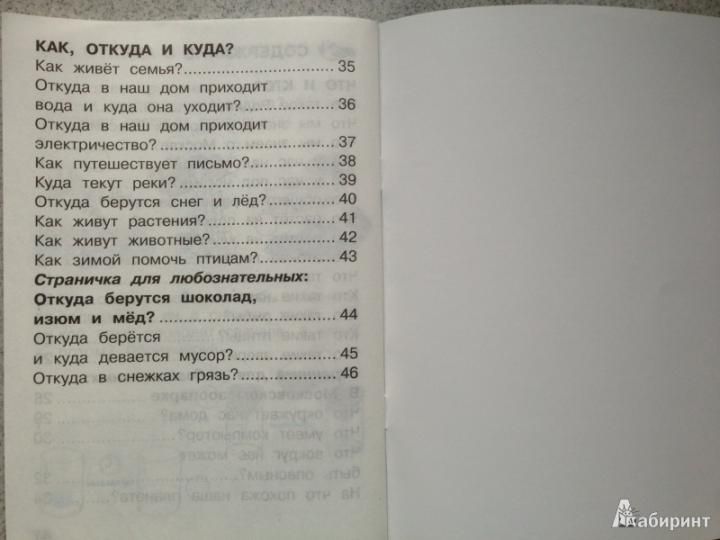 КАК, ОТКУДА И КУДА?
Как живёт семья?..........................35
Откуда в наш дом приходит
вода и куда она уходит?.............36
Откуда в наш дом приходит
электричество?..........................37
Как путешествует письмо?............38
Куда текут реки?..........................39
Откуда берутся снег и лёд?..........40
Как живут растения?....................41
Как живут животные?...................42
Как зимой помочь птицам?...........43
Страничка для любознательных:
Откуда берутся шоколад,
изюм и мёд?..........................44
Откуда берётся
и куда девается мусор?...............45
Откуда в снежках грязь?...............46
Лабиринт